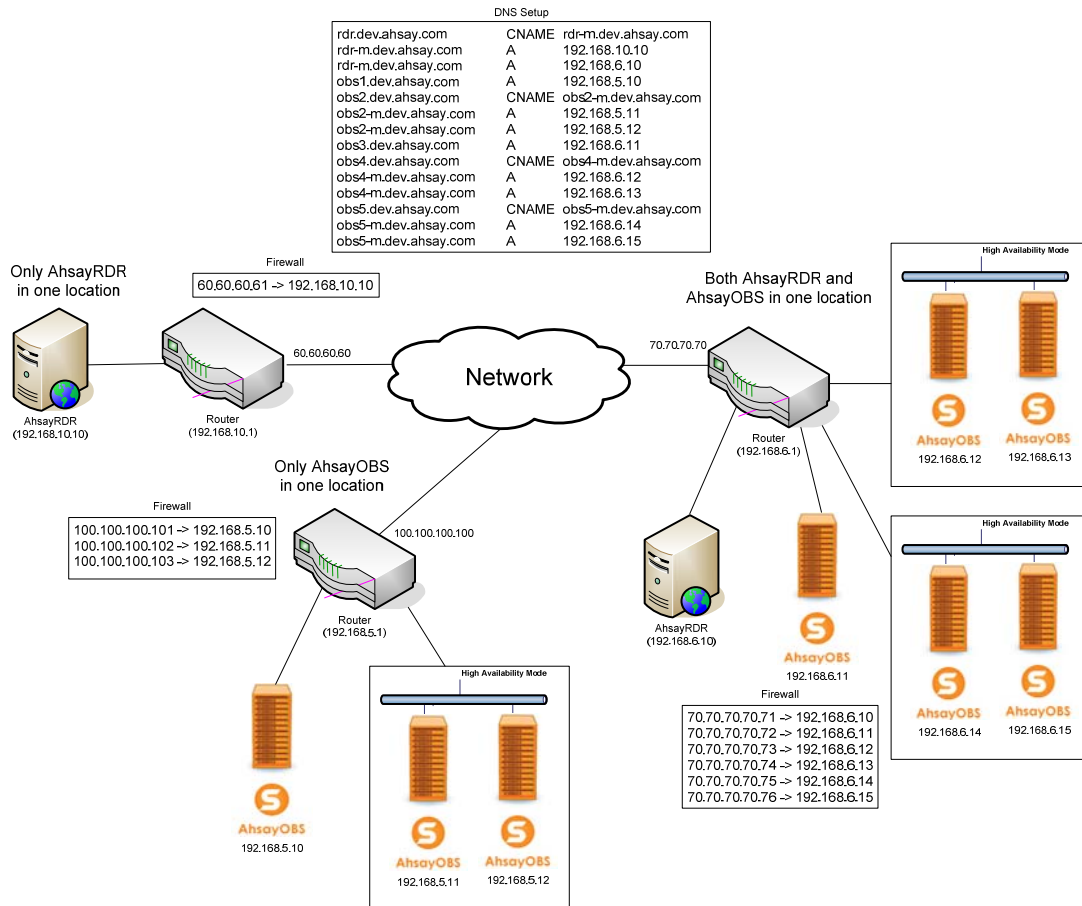 DNS Setup
rdr.dev.ahsay.com CNAME rdr-m.dev.ahsay.com
rdr-m.dev.ahsay.com A 192.168.10.10
rdr-m.dev.ahsay.com A 192.168.6.10
obs1.dev.ahsay.com A 192.168.5.10
obs2.dev.ahsay.com CNAME obs2-m.dev.ahsay.com
obs2-m.dev.ahsay.com A 192.168.5.11
obs2-m.dev.ahsay.com A 192.168.5.12
obs3.dev.ahsay.com A 192.168.6.11
obs4.dev.ahsay.com CNAME obs4-m.dev.ahsay.com
obs4-m.dev.ahsay.com A 192.168.6.12
obs4-m.dev.ahsay.com A 192.168.6.13
obs5.dev.ahsay.com CNAME obs5-m.dev.ahsay.com
obs5-m.dev.ahsay.com A 192.168.6.14
obs5-m.dev.ahsay.com A 192.168.6.15
Only AhsayRDR
in one location
Firewall
60.60.60.61 -> 192.168.10.10
60.60.60.60
AhsayRDR
(192.168.10.10)
Router
(192.168.10.1)
Network
Both AhsayRDR and
AhsayOBS in one location
70.70.70.70
Router
(192.168.6-1)
High Availability Mode
S
AhsayOBS
192.168.6.12
S
AhsayOBS
192.168.6.13
Only AhsayOBS
in one location
Firewall
100.100.100.101 -> 192.168.5.10
100.100.100.102 -> 192.168.5.11
100.100.100.103 -> 192.168.5.12
100.100.100.100
Router
(192.168.5.1)
S
AhsayOBS
192.168.5.10
High Availability Mode
S
AhsayOBS
192.168.5.11
S
AhsayOBS
192.168.5.12
AhsayRDR
(192.168.6.10)
S
AhsayOBS
192.168.6.11
Firewall
70.70.70.70.71 -> 192.168.6.10
70.70.70.70.72 -> 192.168.6.11
70.70.70.70.73 -> 192.168.6.12
70.70.70.70.74 -> 192.168.6.13
70.70.70.70.75 -> 192.168.6.14
70.70.70.70.76 -> 192.168.6.15
High Availability Mode
S
AhsayOBS
192.168.6.14
S
AhsayOBS
192.168.6.15